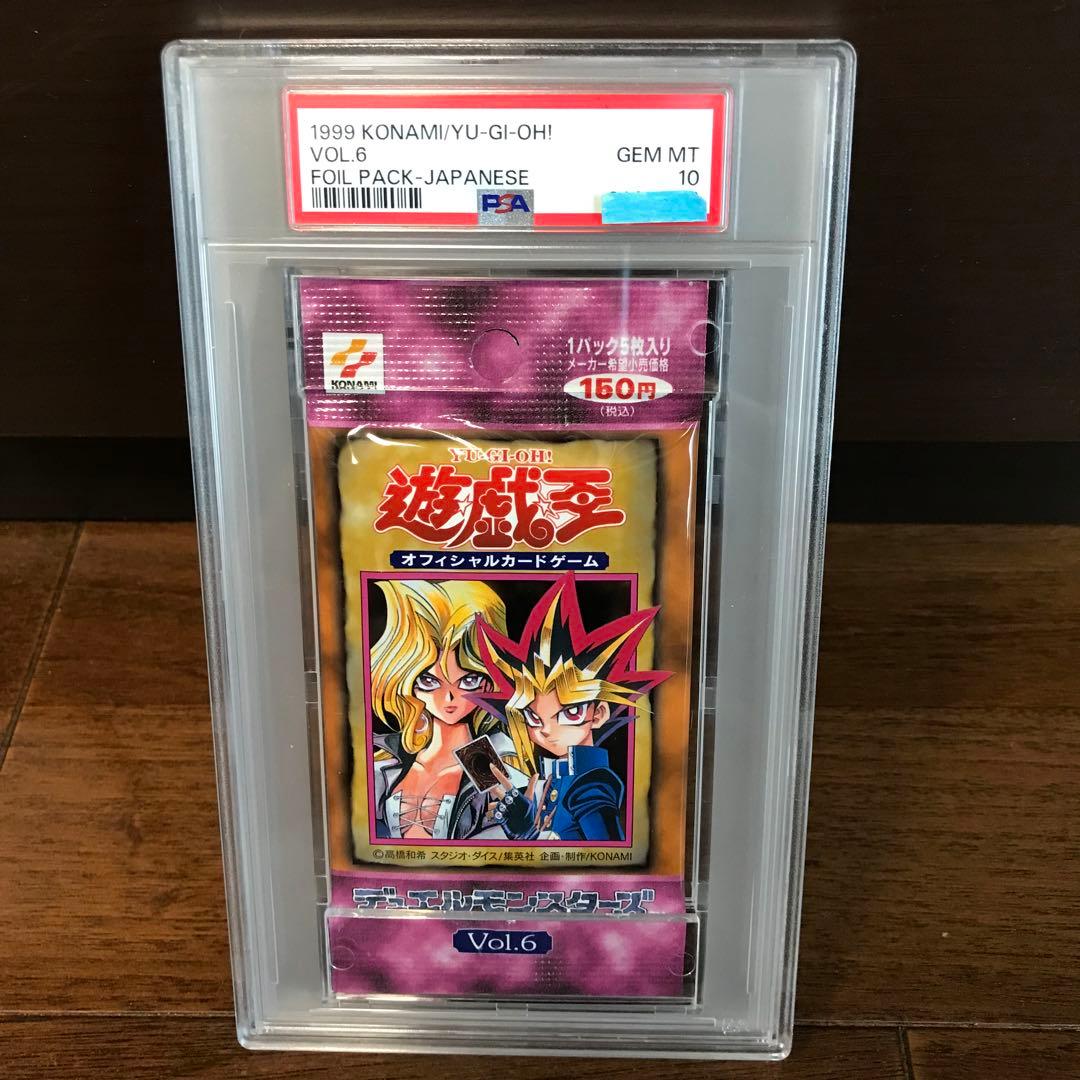 1999 KONAMI/YU-GI-OH!
VOL.6 GEM MT
FOIL PACK-JAPANESE 10
PSA
KONAMI
1パック5枚入り
メーカー希望小売価格
150円
(税込)
YU-GI-OH!
遊戯王
オフィシャルカードゲーム
©高橋和希 スタジオ・ダイス/集英社 企画・制作/KONAMI
デュエルモンスターズ
Vol.6